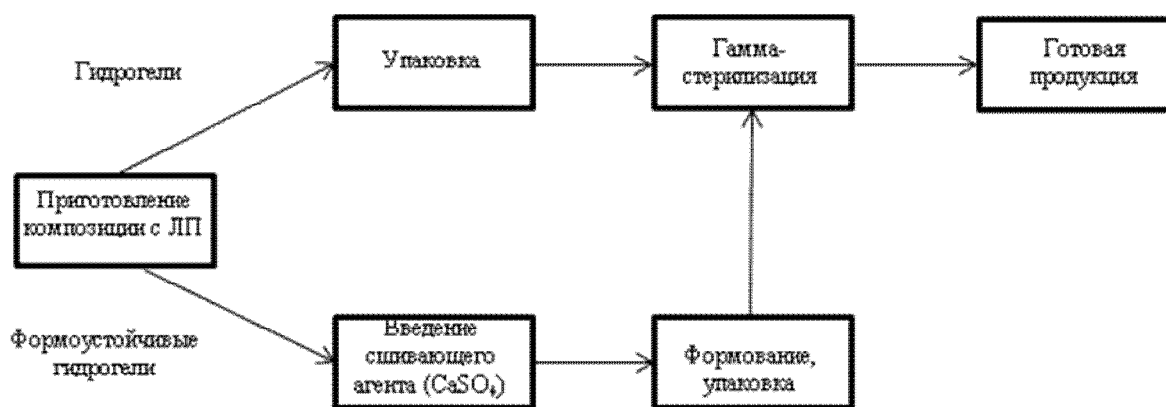 Гидрогели
Упаковка
Гамма-
стерилизация
Готовая
продукция
Приготовление
композиции с ЛП
Формоустойчивые
гидрогели
Введение
сшивающего
агента (CaSO₄)
Формование,
упаковка